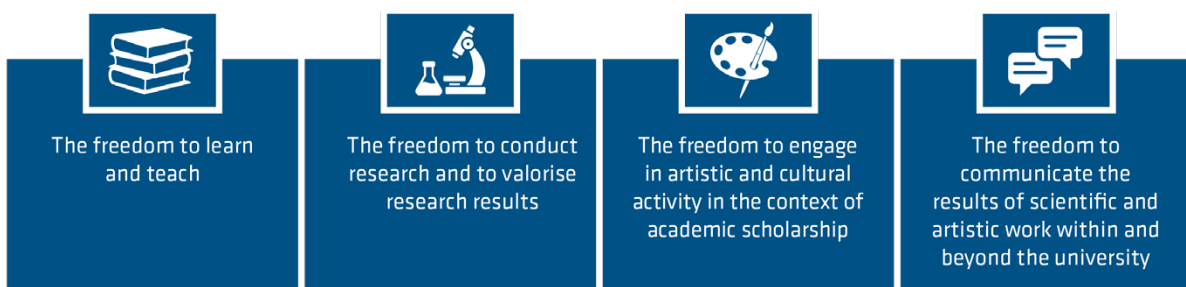 The freedom to learn
and teach
The freedom to conduct
research and to valorise
research results
The freedom to engage
in artistic and cultural
activity in the context of
academic scholarship
The freedom to
communicate the
results of scientific and
artistic work within and
beyond the university